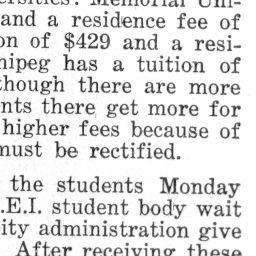 ersities: Memorial Uni-
and a residence fee of
on of $429 and a resi-
nipeg has a tuition of
though there are more
nts there get more for
higher fees because of
must be rectified.
the students Monday
.E.I. student body wait
ity administration give
After receiving these